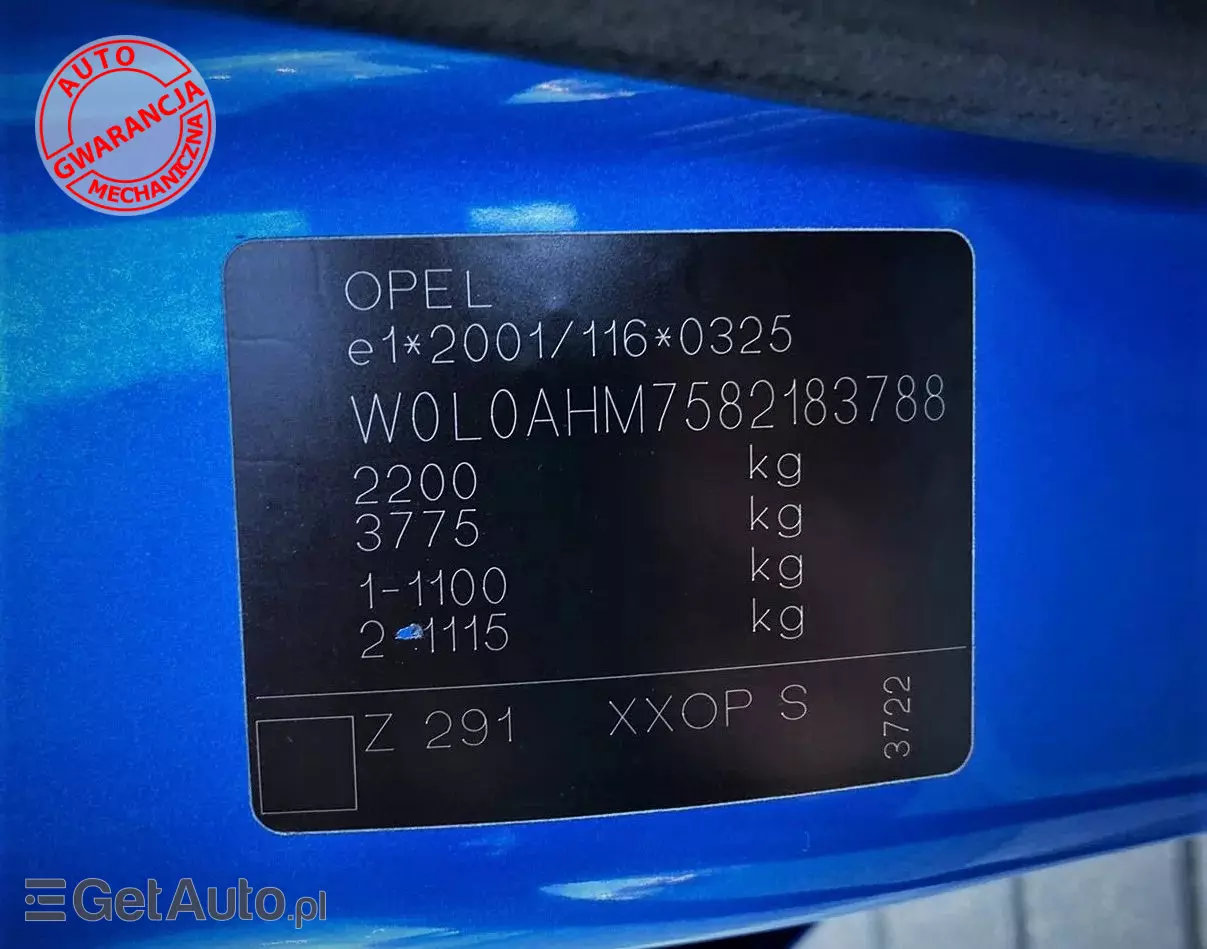 AUTO
GWARANCJA
MECHANICZNA
OPEL
e1*2001/116*0325
W0L0AHM7582183788
2200 kg
3775 kg
1-1100 kg
2-1115 kg
Z 291 XXOP S 3722
GetAuto.pl